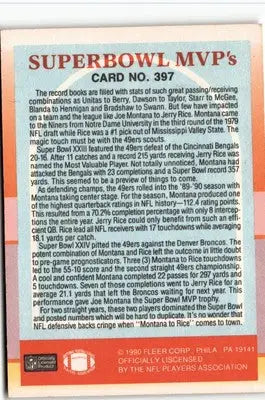 SUPERBOWL MVP's
CARD NO. 397
The record books are filled with stats of such great passing/receiving
combinations as Unitas to Berry, Dawson to Taylor, Starr to McGee,
Blanda to Hennigan and Bradshaw to Swann. But few have impacted
on a team and the league like Joe Montana to Jerry Rice. Montana came
to the Niners from Notre Dame University in the third round of the 1979
NFL draft while Rice was a #1 pick out of Mississippi Valley State. The
magic touch must be with the 49ers scouts.
Super Bowl XXIII featured the 49ers defeat of the Cincinnati Bengals
20-16. After 11 catches and a record 215 yards receiving, Jerry Rice was
named the Most Valuable Player. Not totally unnoticed, Montana had
attacked the Bengals with 23 completions and a Super Bowl record 357
yards. This seemed to be a preview of things to come.
As defending champs, the 49ers rolled into the '89-'90 season with
Montana taking center stage. For the season, Montana produced one of
the highest quarterback ratings in NFL history—112.4 rating points.
This resulted from a 70.2% completion percentage with only 8 intercep-
tions the entire year. Jerry Rice could only benefit from such an effici-
ent QB. Rice lead all NFL receivers with 17 touchdowns while averaging
18.1 yards per catch.
Super Bowl XXIV pitted the 49ers against the Denver Broncos. The
potent combination of Montana and Rice left the outcome in little doubt
to pre-game prognosticators. Three (3) Montana to Rice touchdowns
led to the 55-10 score and the second straight 49ers championship.
A cool and confident Montana completed 22 passes for 297 yards and
5 touchdowns. Seven of those completions went to Jerry Rice for an
average 21.1 yards that left the Broncos waiting for next year. This
performance gave Joe Montana the Super Bowl MVP trophy.
For two straight years, these two players dominated the Super Bowl
and posted numbers which will be hard to duplicate. It's no wonder that
NFL defensive backs cringe when "Montana to Rice" comes to town.
© 1990 FLEER CORP., PHILA., PA 19141
OFFICIALLY LICENSED
BY THE NFL PLAYERS ASSOCIATION